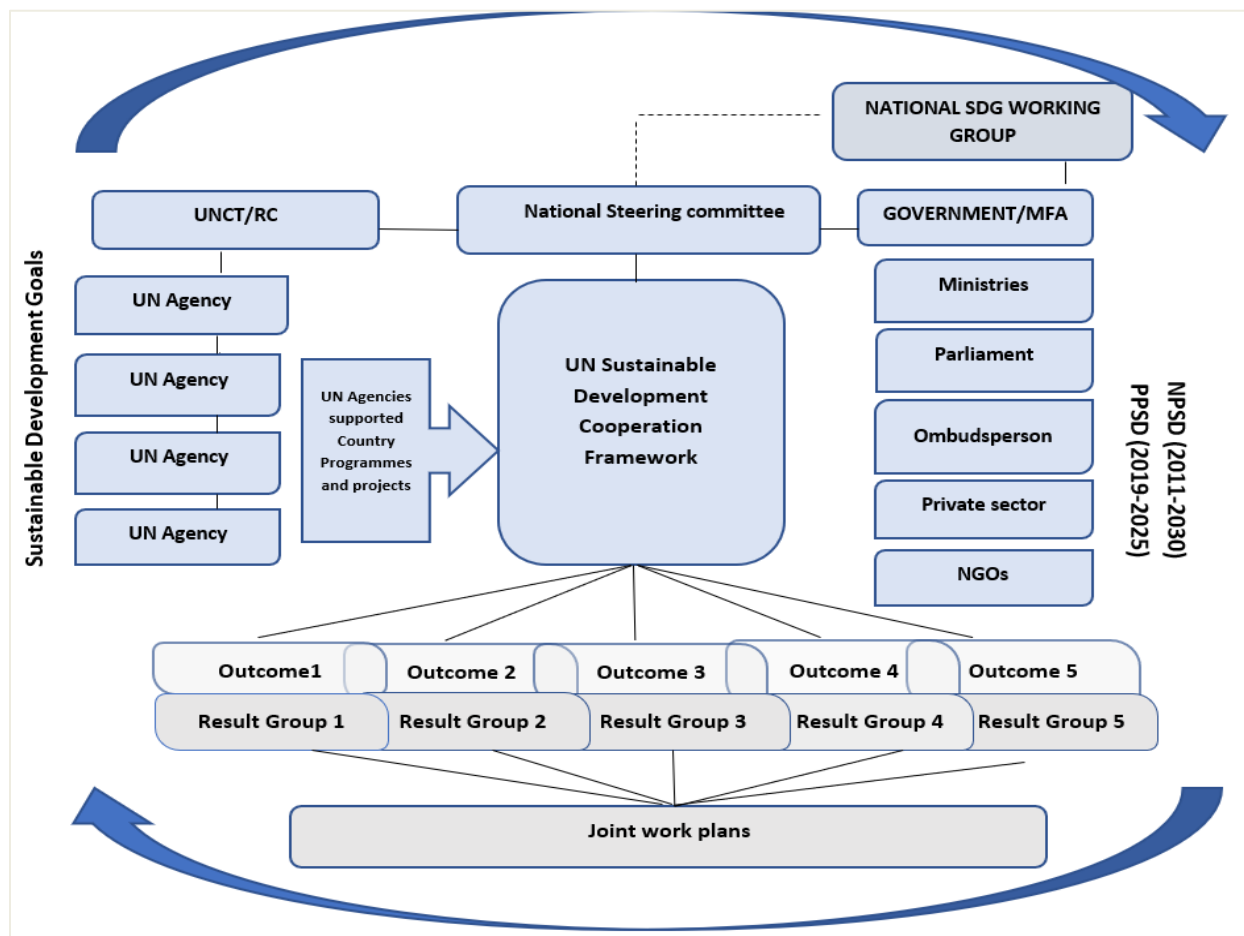 NATIONAL SDG WORKING
GROUP
UNCT/RC
National Steering committee
GOVERNMENT/MFA
Sustainable Development Goals
UN Agency
UN Agency
UN Agency
UN Agency
UN Agencies
supported
Country
Programmes
and projects
UN Sustainable
Development
Cooperation
Framework
Ministries
Parliament
Ombudsperson
Private sector
NGOs
NPSD (2011-2030)
PPSD (2019-2025)
Outcome1
Outcome 2
Outcome 3
Outcome 4
Outcome 5
Result Group 1
Result Group 2
Result Group 3
Result Group 4
Result Group 5
Joint work plans